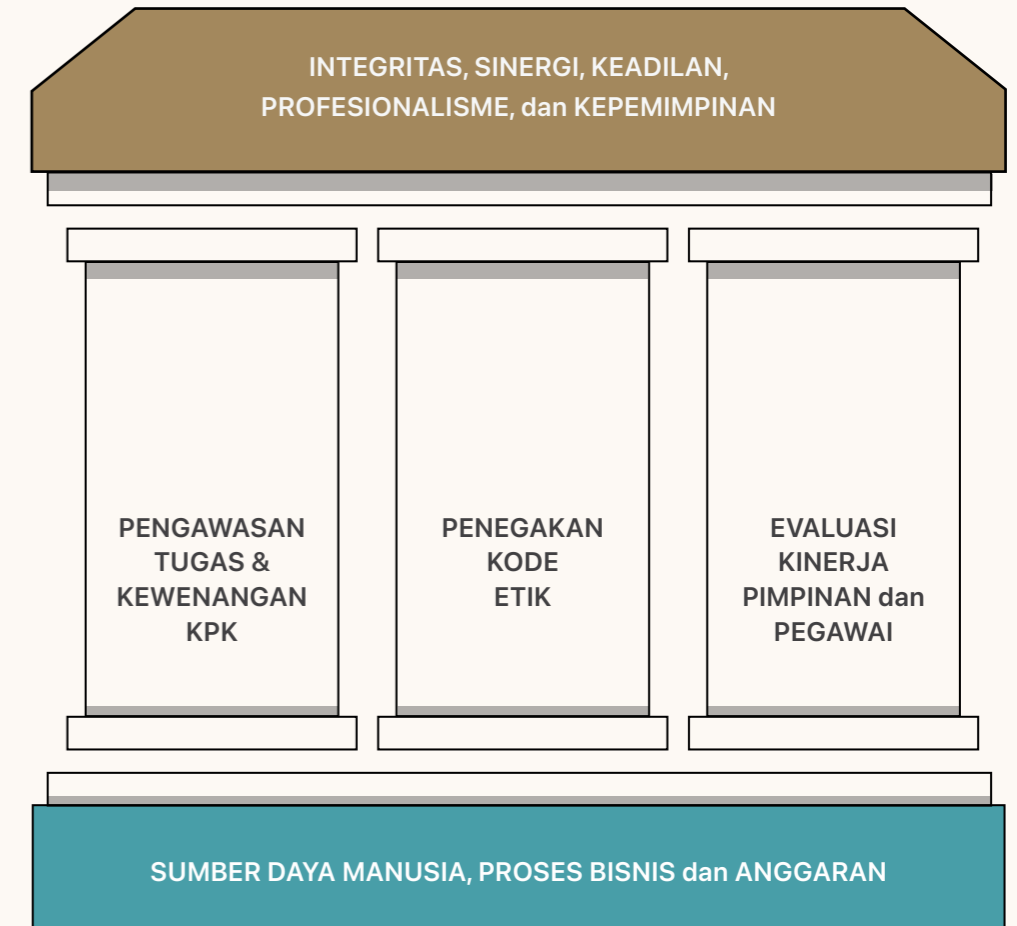 INTEGRITAS, SINERGI, KEADILAN,
PROFESIONALISME, dan KEPEMIMPINAN
PENGAWASAN
TUGAS &
KEWENANGAN
KPK
PENEGAKAN
KODE
ETIK
EVALUASI
KINERJA
PIMPINAN dan
PEGAWAI
SUMBER DAYA MANUSIA, PROSES BISNIS dan ANGGARAN